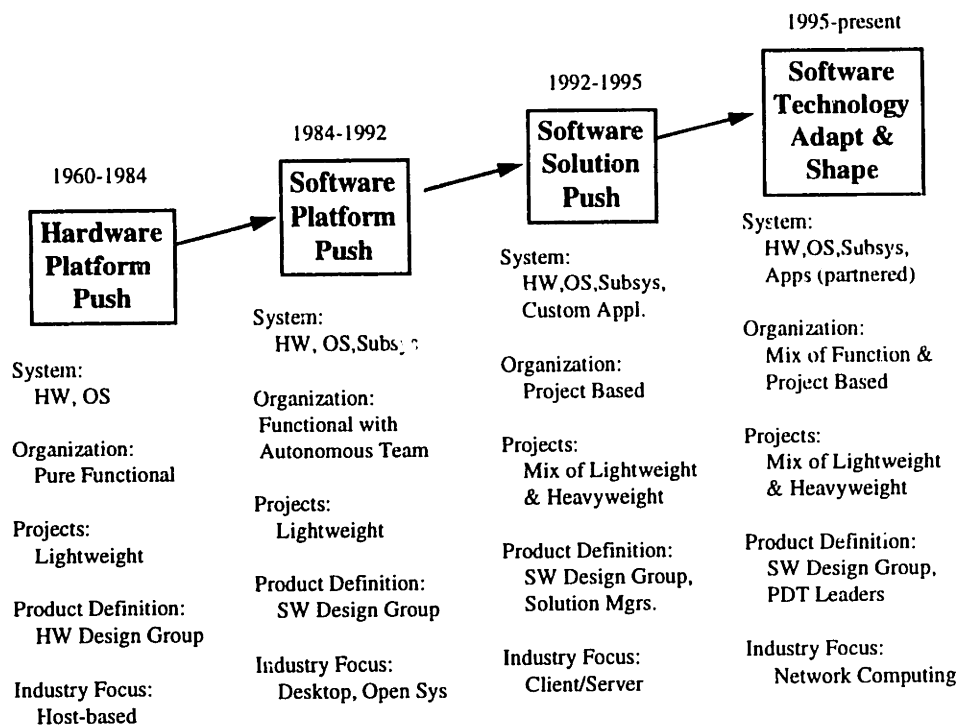 1960-1984
Hardware
Platform
Push
System:
HW, OS
Organization:
Pure Functional
Projects:
Lightweight
Product Definition:
HW Design Group
Industry Focus:
Host-based
1984-1992
Software
Platform
Push
System:
HW, OS,Subsys
Organization:
Functional with
Autonomous Team
Projects:
Lightweight
Product Definition:
SW Design Group
Industry Focus:
Desktop, Open Sys
1992-1995
Software
Solution
Push
System:
HW,OS,Subsys,
Custom Appl.
Organization:
Project Based
Projects:
Mix of Lightweight
& Heavyweight
Product Definition:
SW Design Group,
Solution Mgrs.
Industry Focus:
Client/Server
1995-present
Software
Technology
Adapt &
Shape
System:
HW,OS,Subsys,
Apps (partnered)
Organization:
Mix of Function &
Project Based
Projects:
Mix of Lightweight
& Heavyweight
Product Definition:
SW Design Group,
PDT Leaders
Industry Focus:
Network Computing